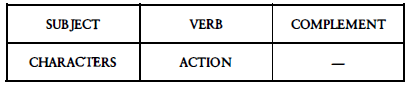 SUBJECT VERB COMPLEMENT
CHARACTERS ACTION —